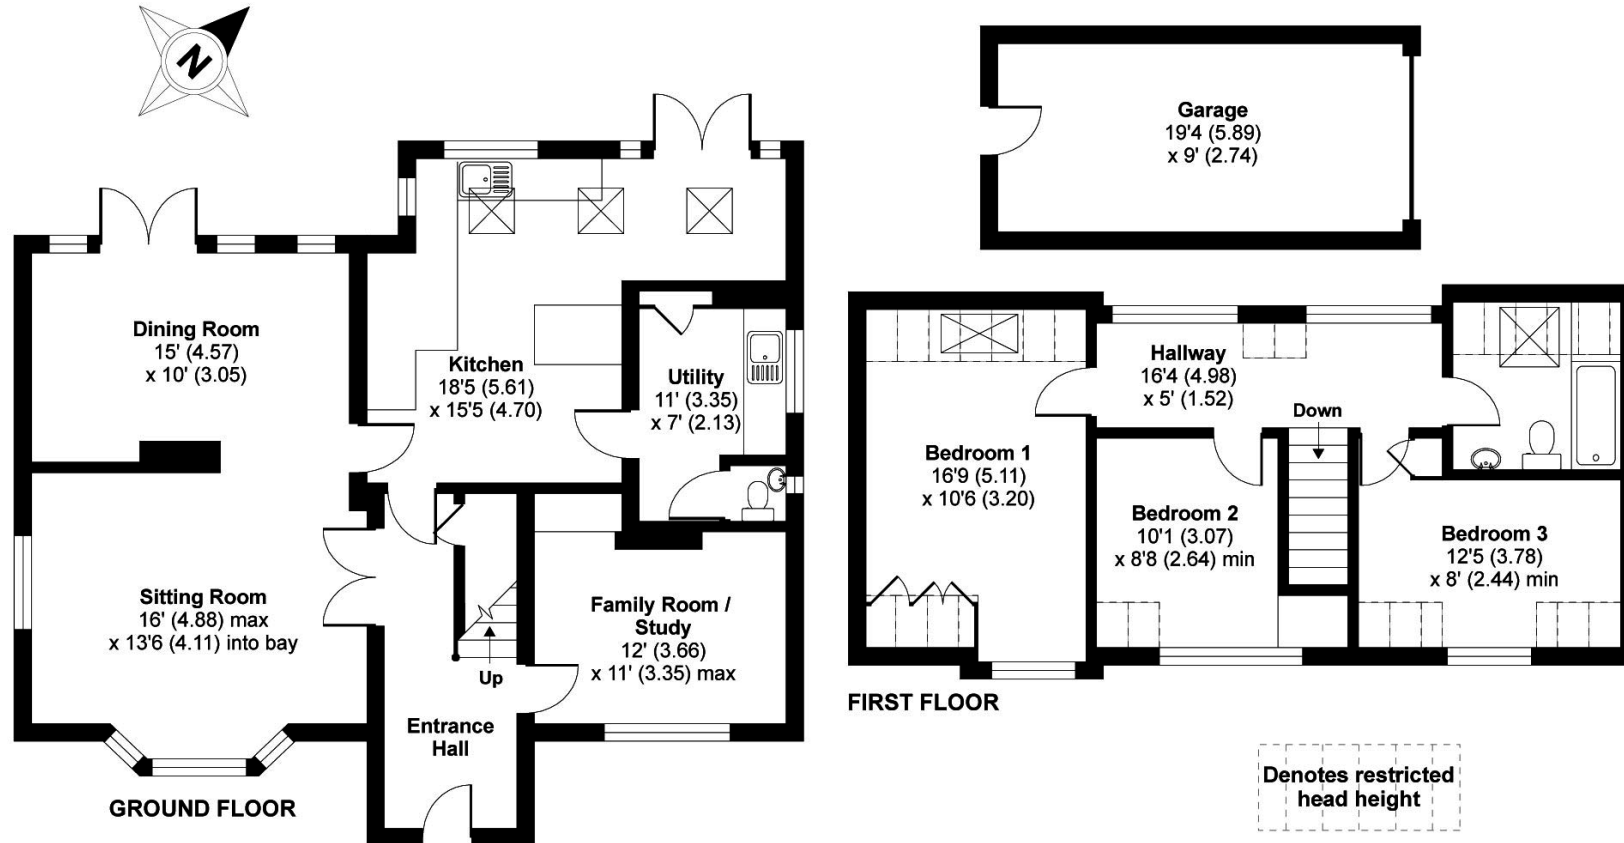 N
Garage
19'4 (5.89)
x 9' (2.74)
Dining Room
15' (4.57)
x 10' (3.05)
Kitchen
18'5 (5.61)
x 15'5 (4.70)
Utility
11' (3.35)
x 7' (2.13)
Sitting Room
16' (4.88) max
x 13'6 (4.11) into bay
Up
Family Room /
Study
12' (3.66)
x 11' (3.35) max
Entrance
Hall
GROUND FLOOR
Hallway
16'4 (4.98)
x 5' (1.52)
Down
Bedroom 1
16'9 (5.11)
x 10'6 (3.20)
Bedroom 2
10'1 (3.07)
x 8'8 (2.64) min
Bedroom 3
12'5 (3.78)
x 8' (2.44) min
FIRST FLOOR
Denotes restricted
head height